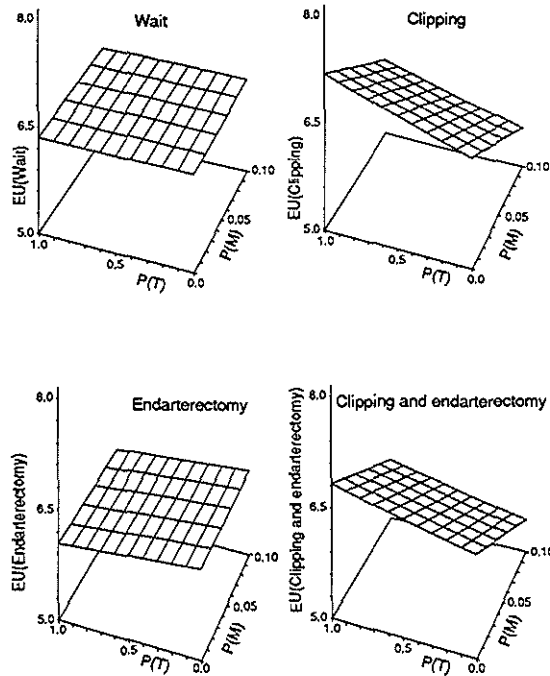 Wait
8.0
6.5
5.0
EU(Wait)
1.0
0.5
0.0
P(T)
0.10
0.05
P(M)
Clipping
8.0
6.5
5.0
EU(Clipping)
1.0
0.5
0.0
P(T)
0.10
0.05
P(M)
Endarterectomy
8.0
6.5
5.0
EU(Endarterectomy)
1.0
0.5
0.0
P(T)
0.10
0.05
P(M)
Clipping and endarterectomy
8.0
6.5
5.0
EU(Clipping and endarterectomy)
1.0
0.5
0.0
P(T)
0.10
0.05
P(M)